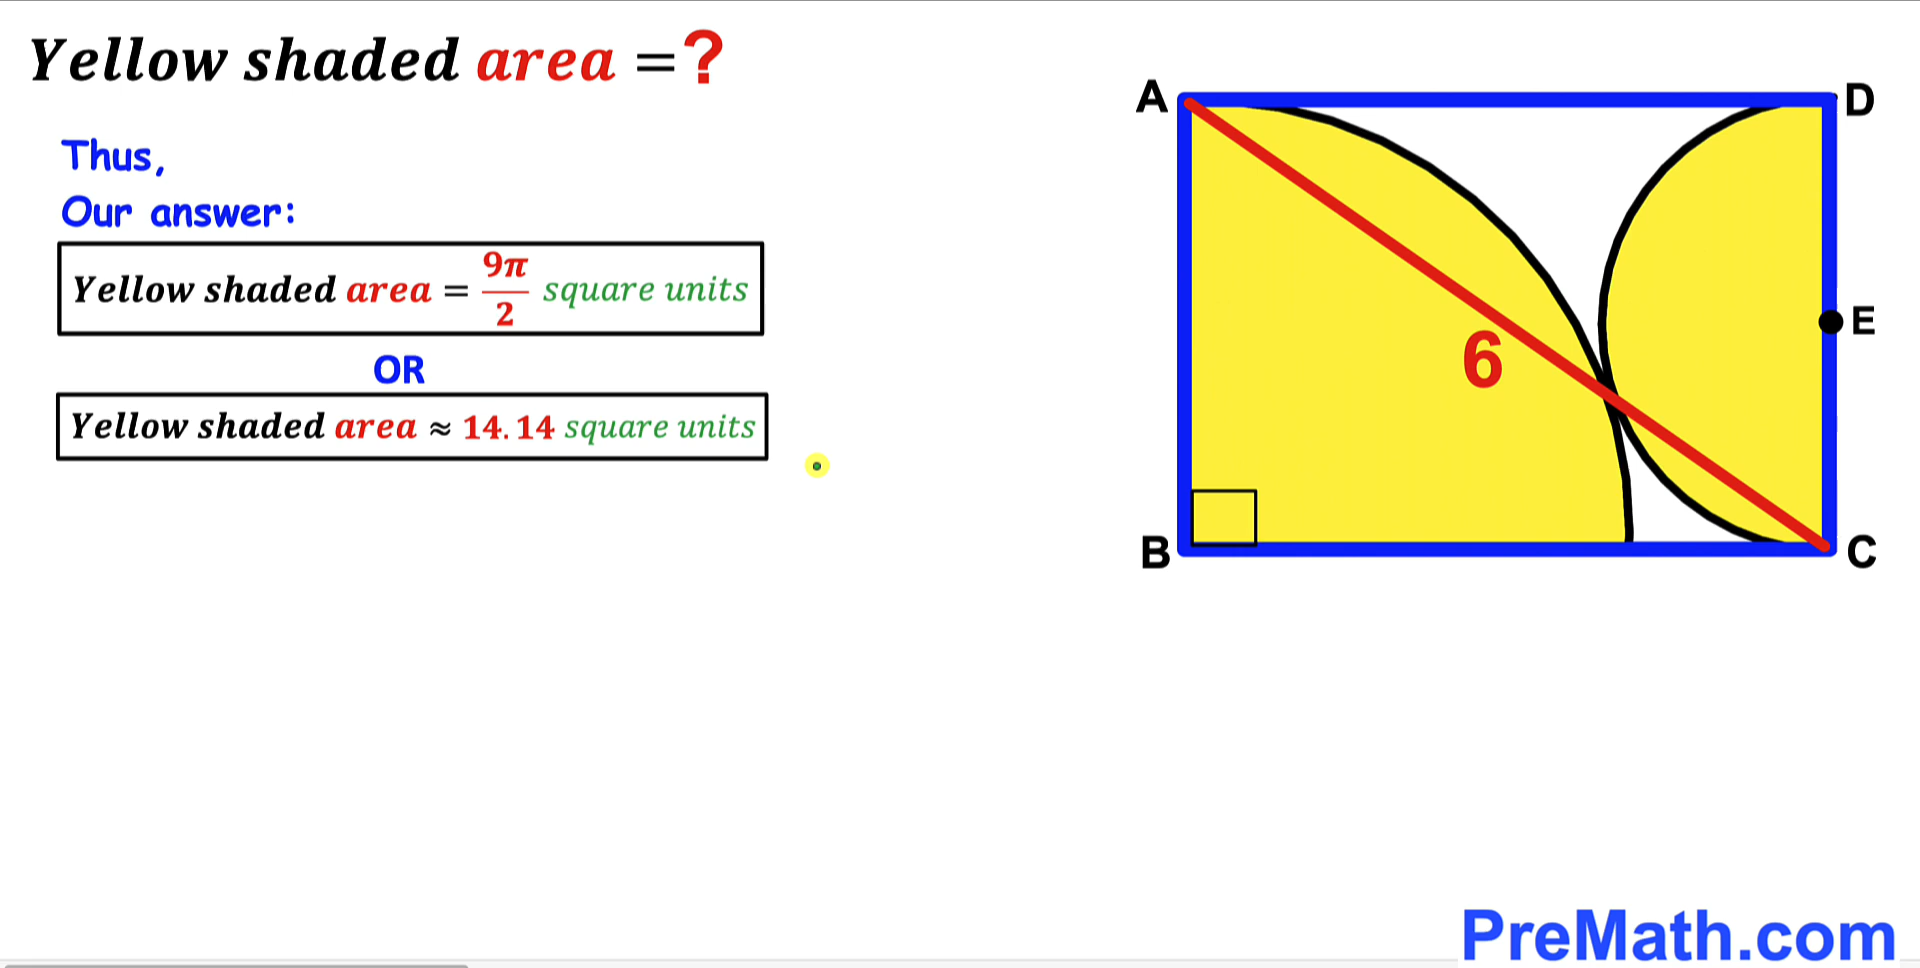 Yellow shaded area = ?
Thus,
Our answer:
Yellow shaded area = 9π/2 square units
OR
Yellow shaded area ≈ 14.14 square units
A
D
6
E
B
C
PreMath.com